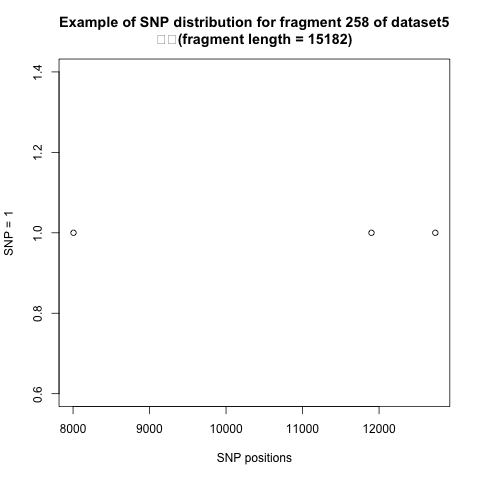 Example of SNP distribution for fragment 258 of dataset5
(fragment length = 15182)
1.4
1.2
1.0
0.8
0.6
SNP = 1
8000 9000 10000 11000 12000
SNP positions